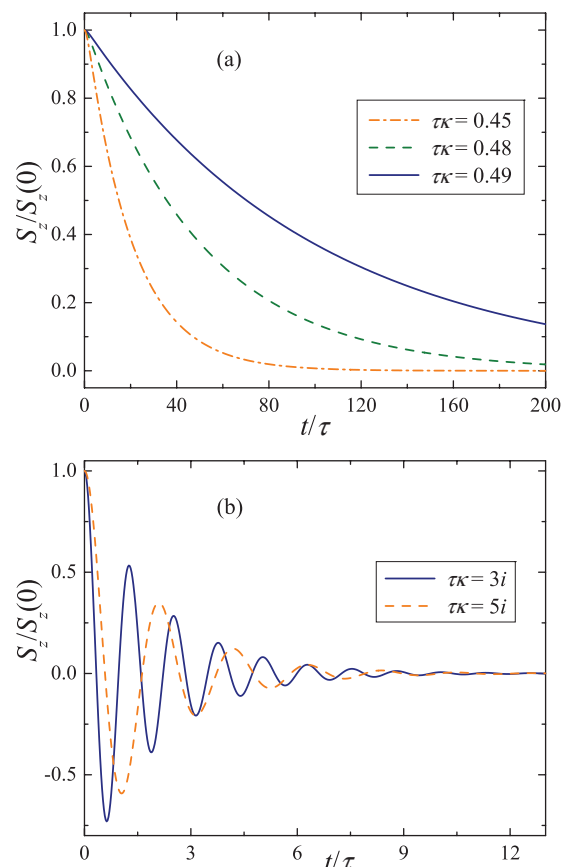 1.0
0.8
0.6
0.4
0.2
0.0
S_z/S_z(0)
(a)
τκ = 0.45
τκ = 0.48
τκ = 0.49
0 40 80 120 160 200
t/τ
1.0
0.5
0.0
-0.5
S_z/S_z(0)
(b)
τκ = 3i
τκ = 5i
0 3 6 9 12
t/τ